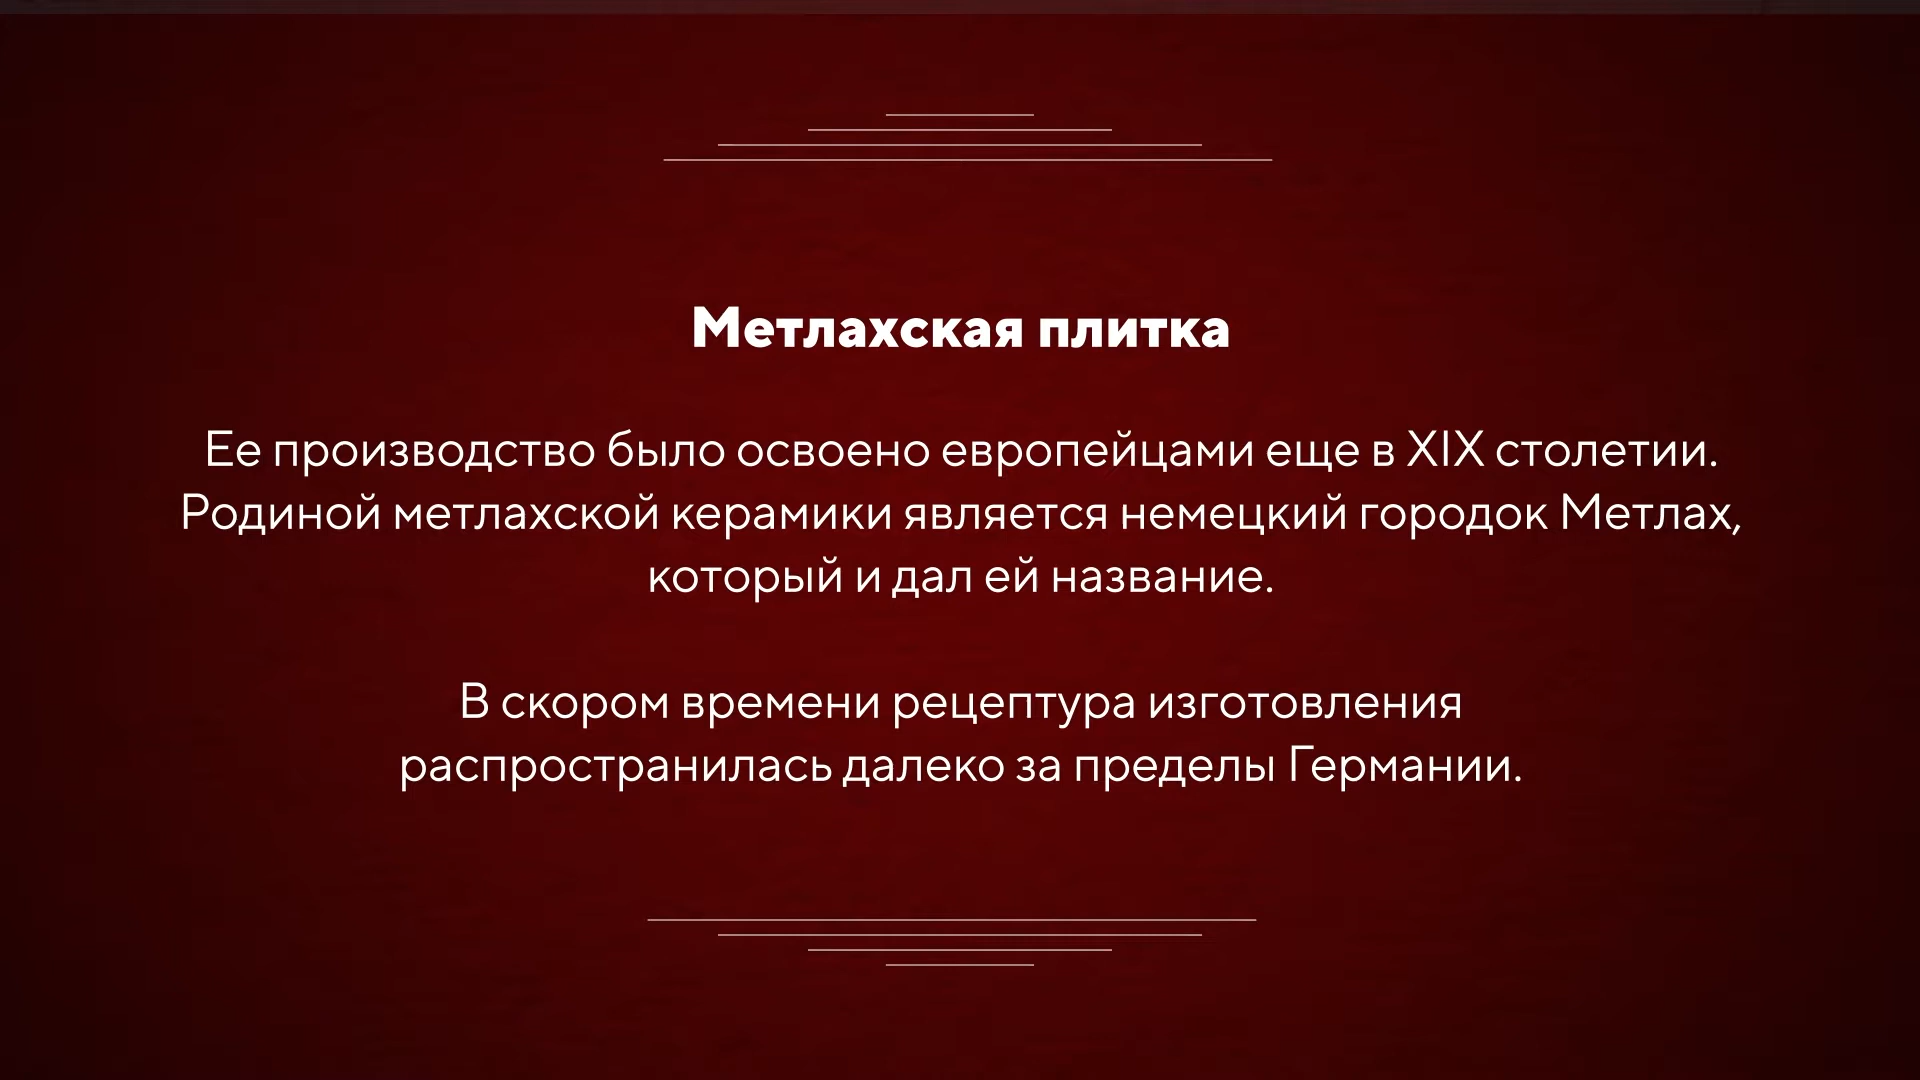 Метлахская плитка
Ее производство было освоено европейцами еще в XIX столетии.
Родиной метлахской керамики является немецкий городок Метлах,
который и дал ей название.
В скором времени рецептура изготовления
распространилась далеко за пределы Германии.